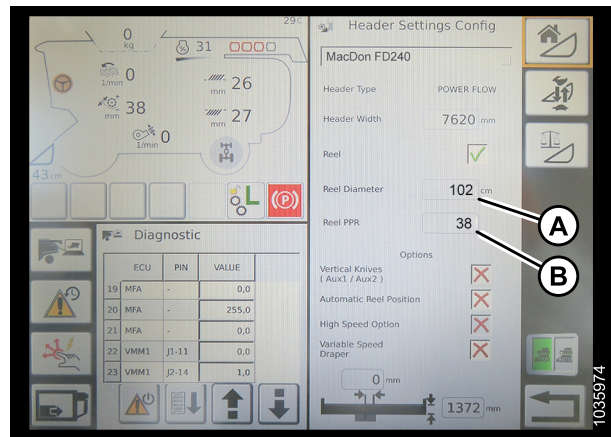 0
kg
31
29c
1/min
0
mm
26
mm
38
mm
27
1/min
0
43 cm
L
(P)
Diagnostic
ECU PIN VALUE
19 MFA - 0,0
20 MFA - 255,0
21 MFA - 0,0
22 VMM1 J1-11 0,0
23 VMM1 J2-14 1,0
Header Settings Config
MacDon FD240
Header Type POWER FLOW
Header Width 7620 mm
Reel
Reel Diameter 102 cm
Reel PPR 38
Options
Vertical Knives
( Aux1 / Aux2 )
Automatic Reel Position
High Speed Option
Variable Speed
Draper
0 mm
1372 mm
A
B
1035974